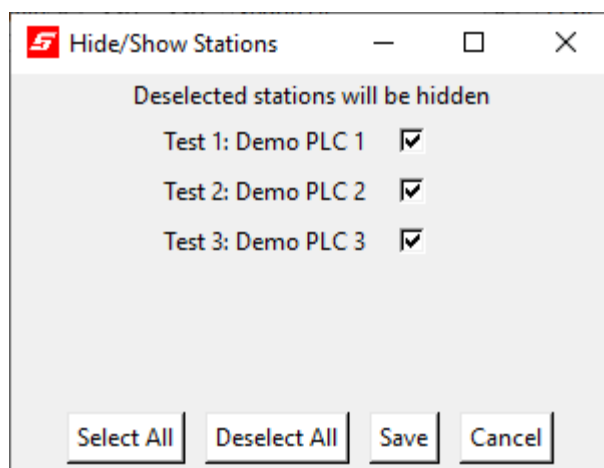 Hide/Show Stations
Deselected stations will be hidden
Test 1: Demo PLC 1
Test 2: Demo PLC 2
Test 3: Demo PLC 3
Select All Deselect All Save Cancel